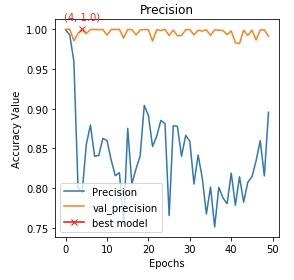 Precision
(4, 1.0)
1.00
0.95
0.90
0.85
0.80
0.75
Accuracy Value
Precision
val_precision
best model
0 10 20 30 40 50
Epochs